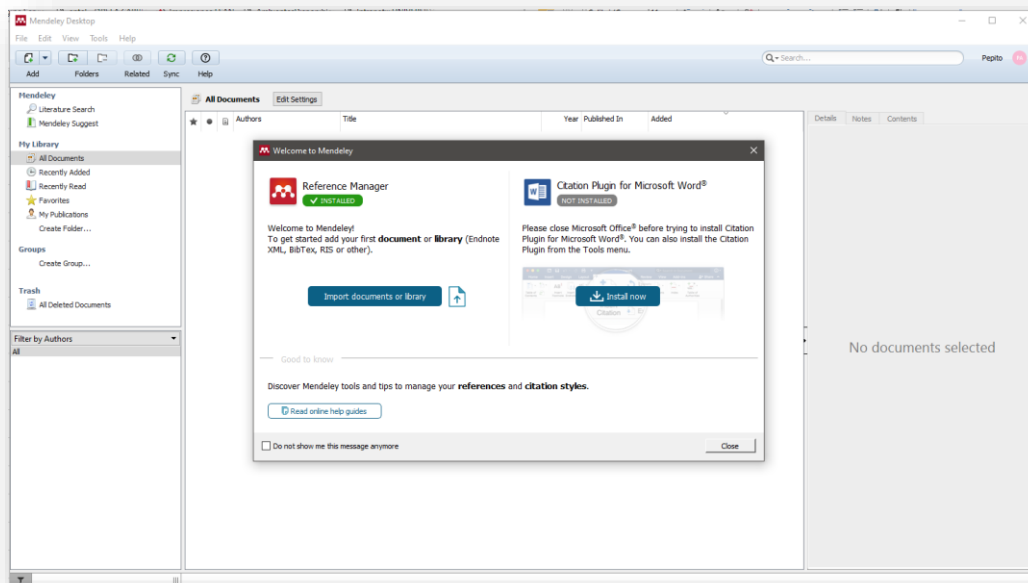 Mendeley Desktop
File Edit View Tools Help
Add Folders Related Sync Help
Search...
Pepito
Mendeley
Literature Search
Mendeley Suggest
My Library
All Documents
Recently Added
Recently Read
Favorites
My Publications
Create Folder...
Groups
Create Group...
Trash
All Deleted Documents
Filter by Authors
All
All Documents Edit Settings
Authors Title Year Published In Added
Details Notes Contents
No documents selected
Welcome to Mendeley
Reference Manager
INSTALLED
Welcome to Mendeley!
To get started add your first document or library (Endnote
XML, BibTex, RIS or other).
Import documents or library
Citation Plugin for Microsoft Word®
NOT INSTALLED
Please close Microsoft Office® before trying to install Citation
Plugin for Microsoft Word®. You can also install the Citation
Plugin from the Tools menu.
Install now
Citation
Good to know
Discover Mendeley tools and tips to manage your references and citation styles.
Read online help guides
Do not show me this message anymore
Close